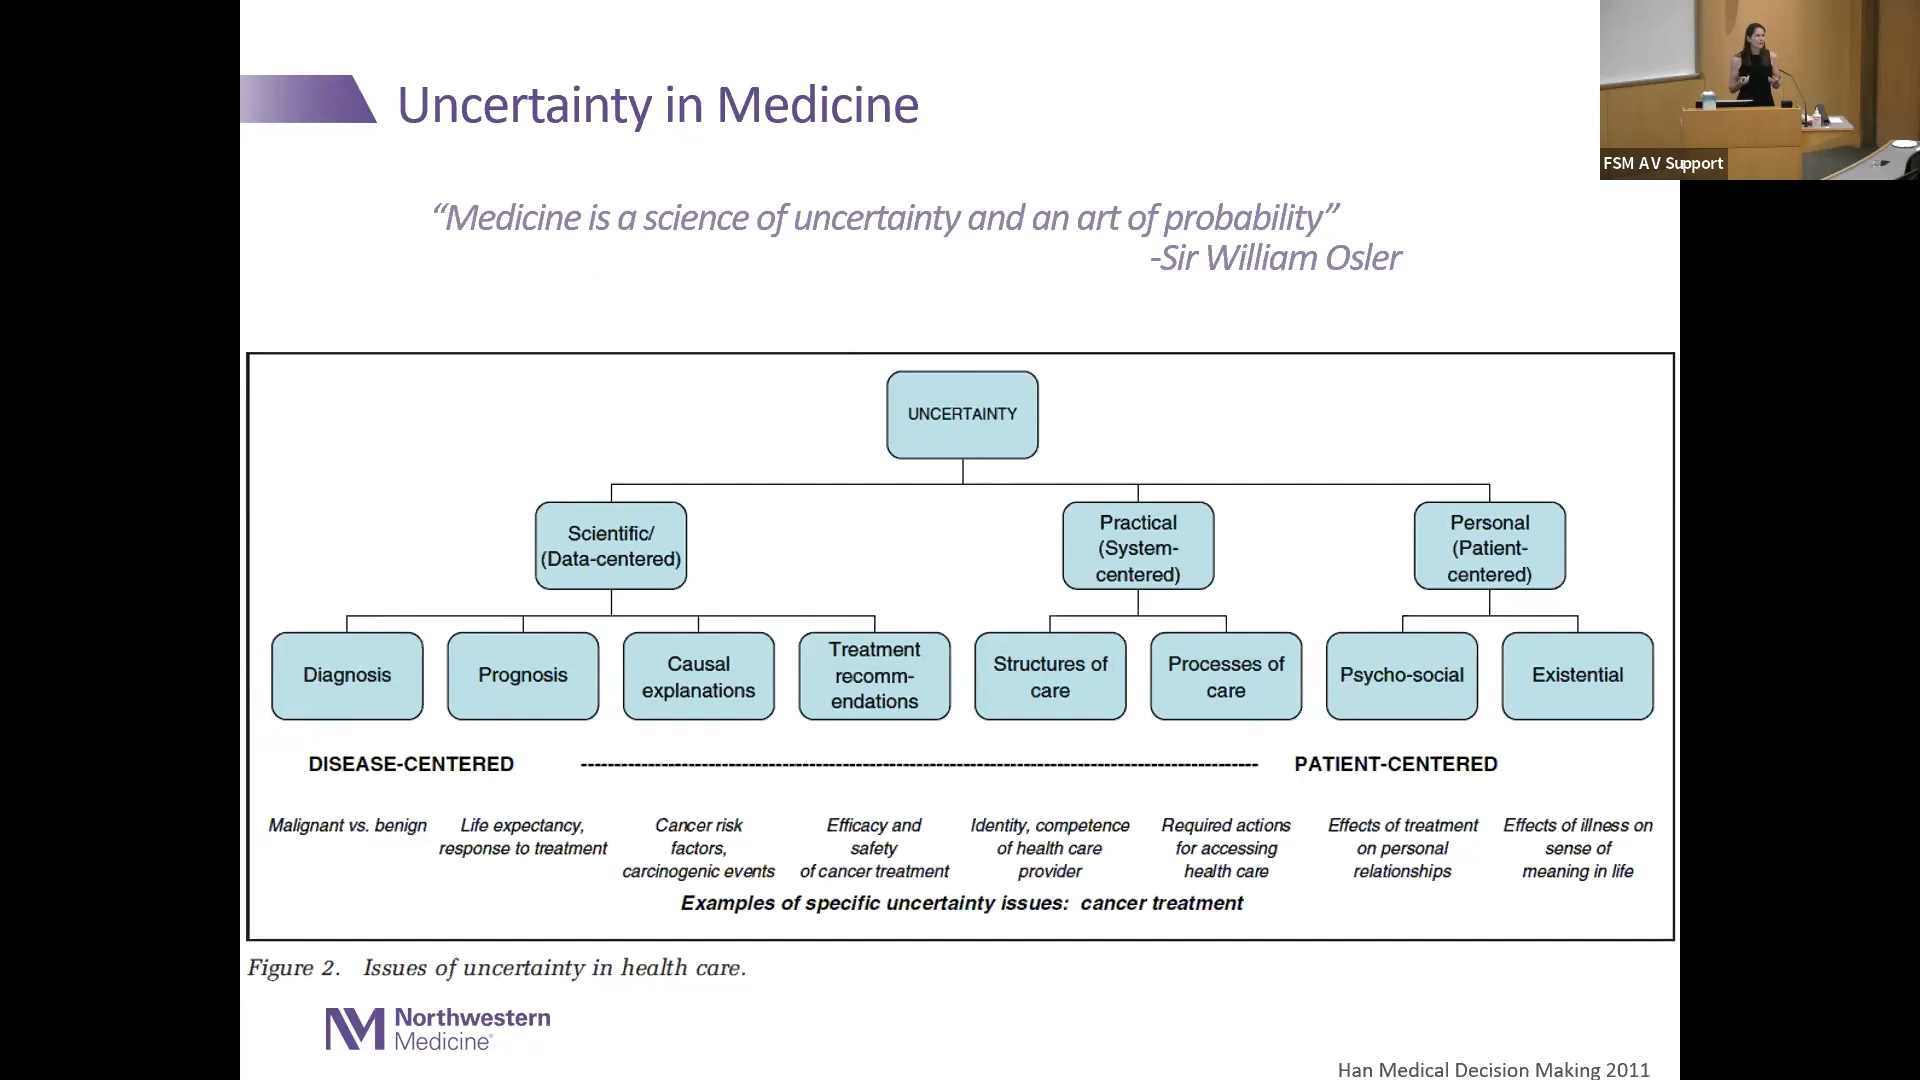 Uncertainty in Medicine
FSM AV Support
“Medicine is a science of uncertainty and an art of probability”
-Sir William Osler
UNCERTAINTY
Scientific/
(Data-centered)
Practical
(System-
centered)
Personal
(Patient-
centered)
Diagnosis
Prognosis
Causal
explanations
Treatment
recomm-
endations
Structures of
care
Processes of
care
Psycho-social
Existential
DISEASE-CENTERED ---------------------------------------------------------------------------------------------------- PATIENT-CENTERED
Malignant vs. benign
Life expectancy,
response to treatment
Cancer risk
factors,
carcinogenic events
Efficacy and
safety
of cancer treatment
Identity, competence
of health care
provider
Required actions
for accessing
health care
Effects of treatment
on personal
relationships
Effects of illness on
sense of
meaning in life
Examples of specific uncertainty issues: cancer treatment
Figure 2. Issues of uncertainty in health care.
NM
Northwestern
Medicine®
Han Medical Decision Making 2011